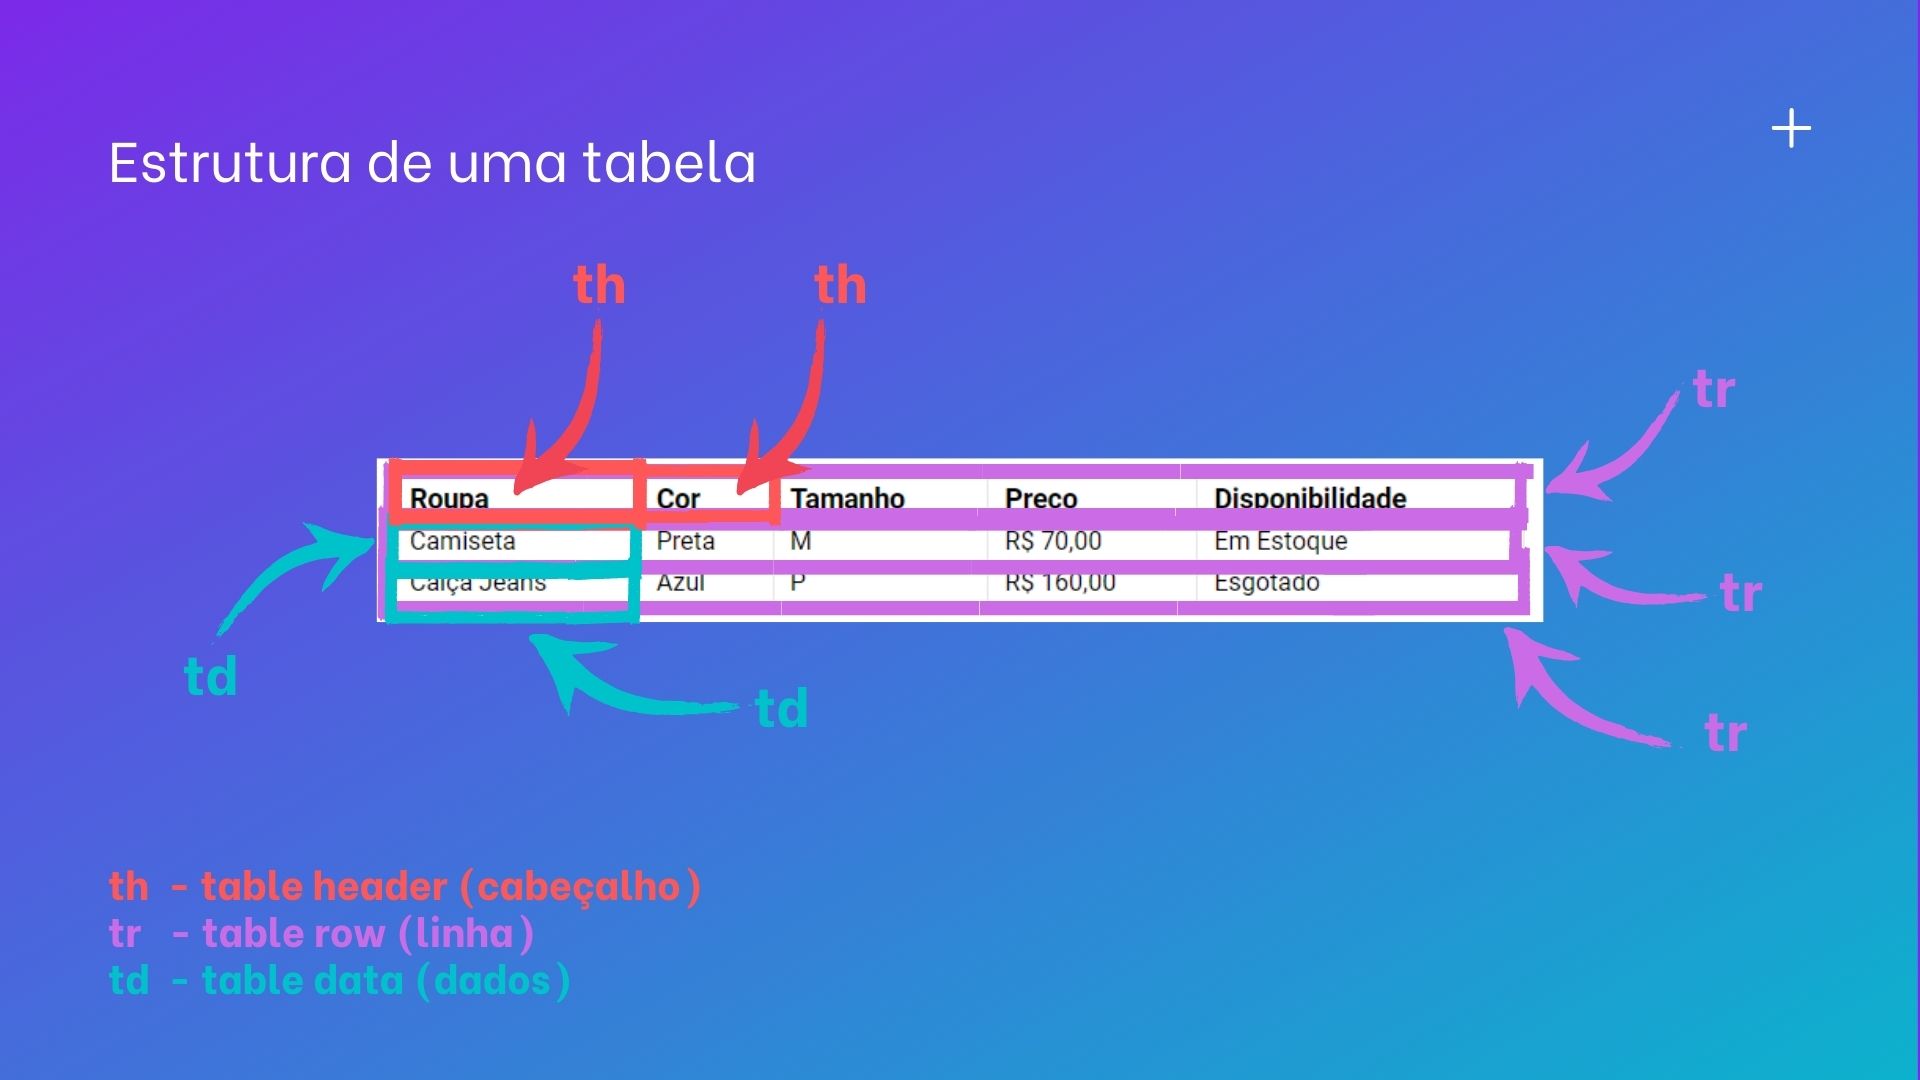 Estrutura de uma tabela
th th
tr
Roupa Cor Tamanho Preço Disponibilidade
Camiseta Preta M R$ 70,00 Em Estoque
Calça Jeans Azul P R$ 160,00 Esgotado
tr
td
td
tr
th - table header (cabeçalho)
tr - table row (linha)
td - table data (dados)